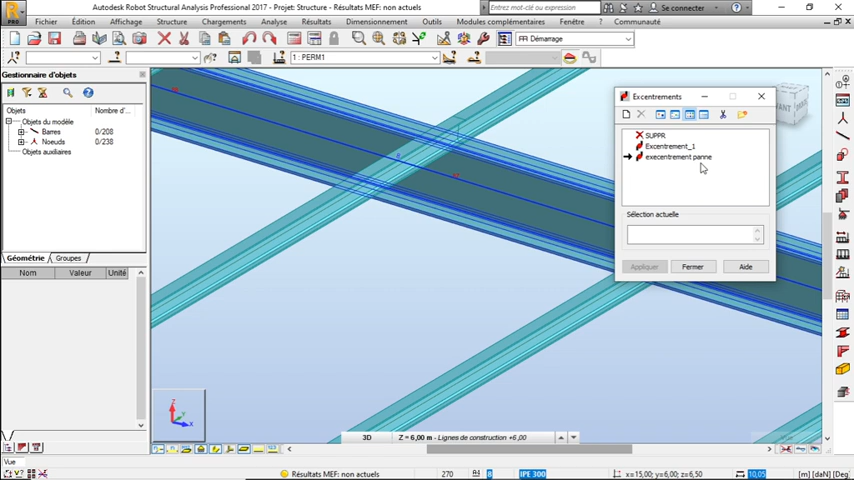 PRO
Autodesk Robot Structural Analysis Professional 2017 - Projet: Structure - Résultats MEF: non actuels
Entrez mot-clé ou expression
Se connecter
Fichier Édition Affichage Structure Chargements Analyse Résultats Dimensionnement Outils Modules complémentaires Fenêtre ? Communauté
Démarrage
1 : PERM1
Gestionnaire d'objets
Objets Nombre d'...
Objets du modèle
Barres 0/208
Noeuds 0/238
Objets auxiliaires
Géométrie Groupes
Nom Valeur Unité
Excentrements
SUPPR
Excentrement_1
execentrement panne
Sélection actuelle
Appliquer Fermer Aide
AVANT
Z
Y
X
3D Z = 6,00 m - Lignes de construction +6,00
Vue
Résultats MEF: non actuels 270 8 IPE 300 x=15,00; y=6,00; z=6,50 10,05 [m] [daN] [Deg]